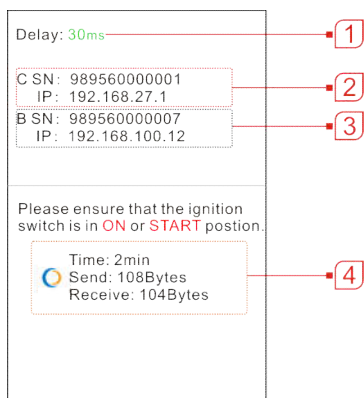 Delay: 30ms
1
C SN: 989560000001
2
IP: 192.168.27.1
B SN: 989560000007
3
IP: 192.168.100.12
Please ensure that the ignition
switch is in ON or START postion.
Time: 2min
Send: 108Bytes
4
Receive: 104Bytes